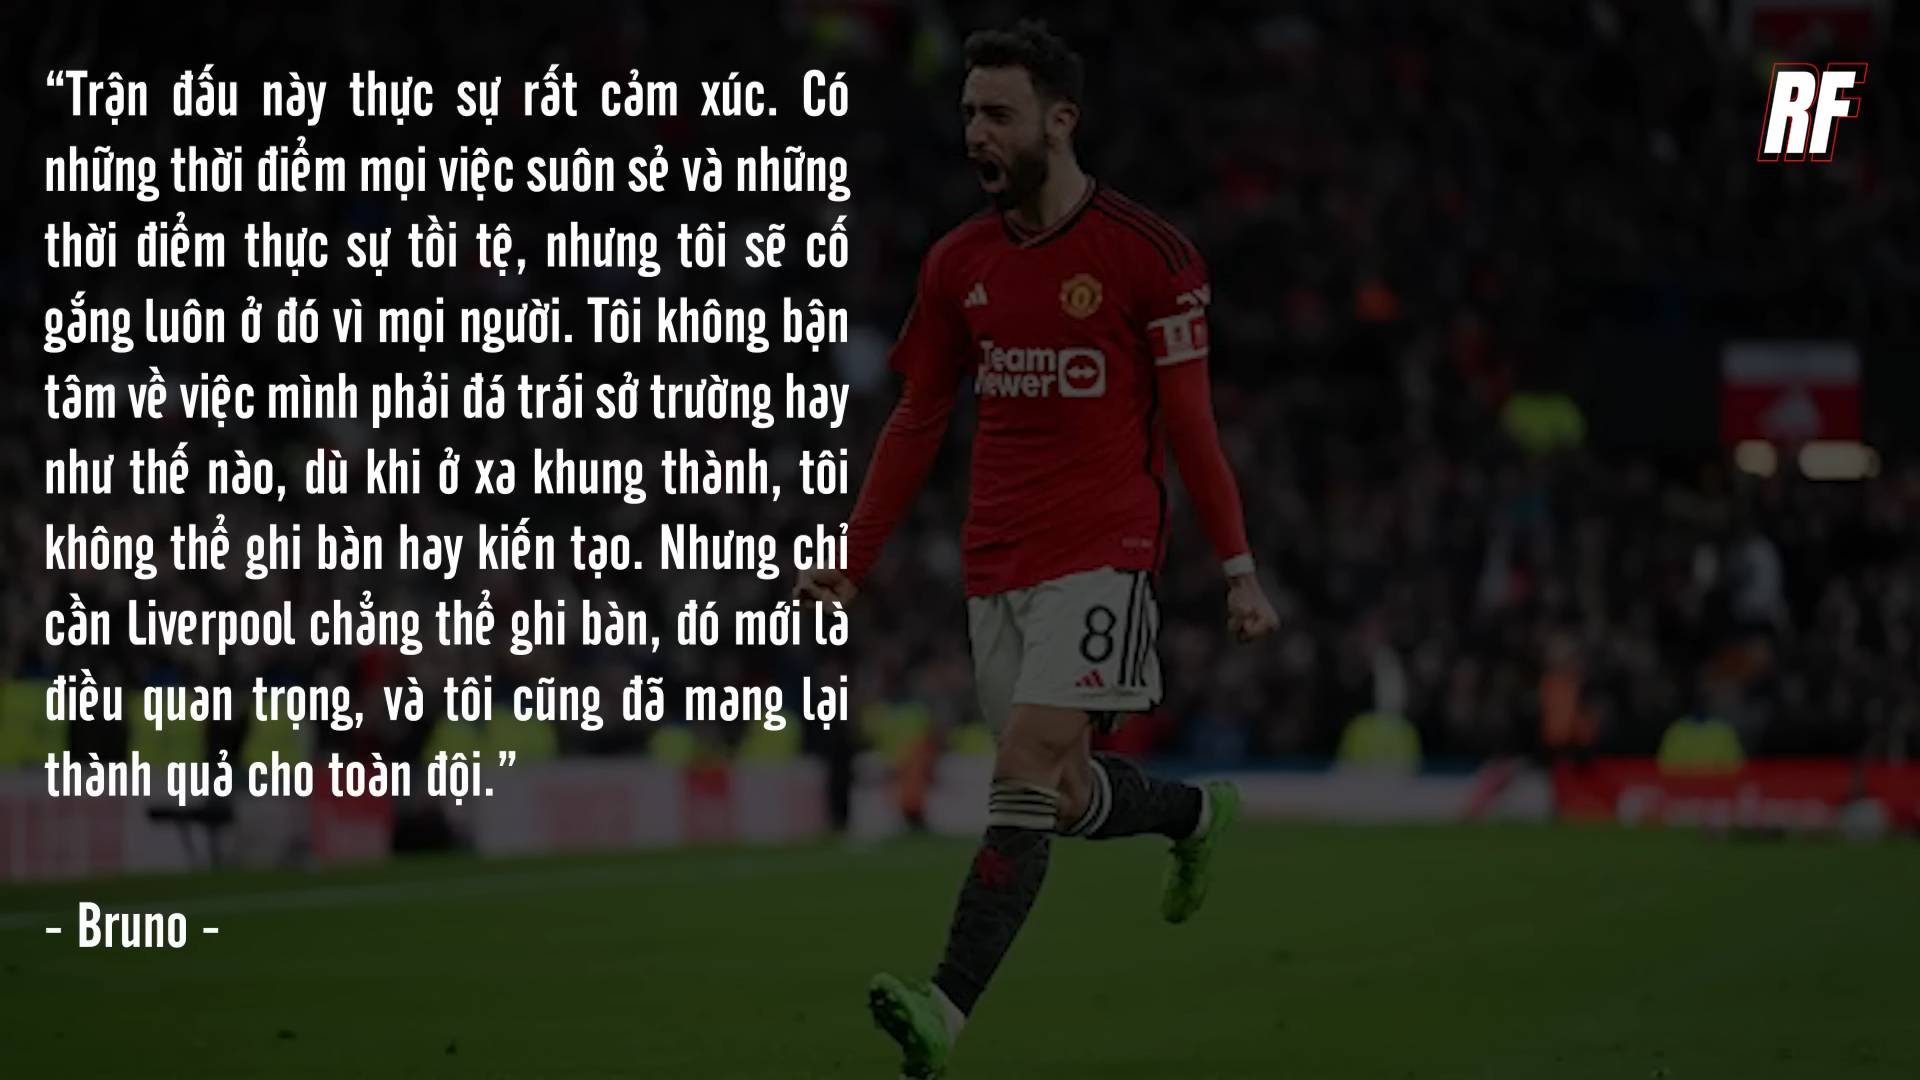 “Trận đấu này thực sự rất cảm xúc. Có
những thời điểm mọi việc suôn sẻ và những
thời điểm thực sự tồi tệ, nhưng tôi sẽ cố
gắng luôn ở đó vì mọi người. Tôi không bận
tâm về việc mình phải đá trái sở trường hay
như thế nào, dù khi ở xa khung thành, tôi
không thể ghi bàn hay kiến tạo. Nhưng chỉ
cần Liverpool chẳng thể ghi bàn, đó mới là
điều quan trọng, và tôi cũng đã mang lại
thành quả cho toàn đội.”
- Bruno -
RF
Team
iewer
8